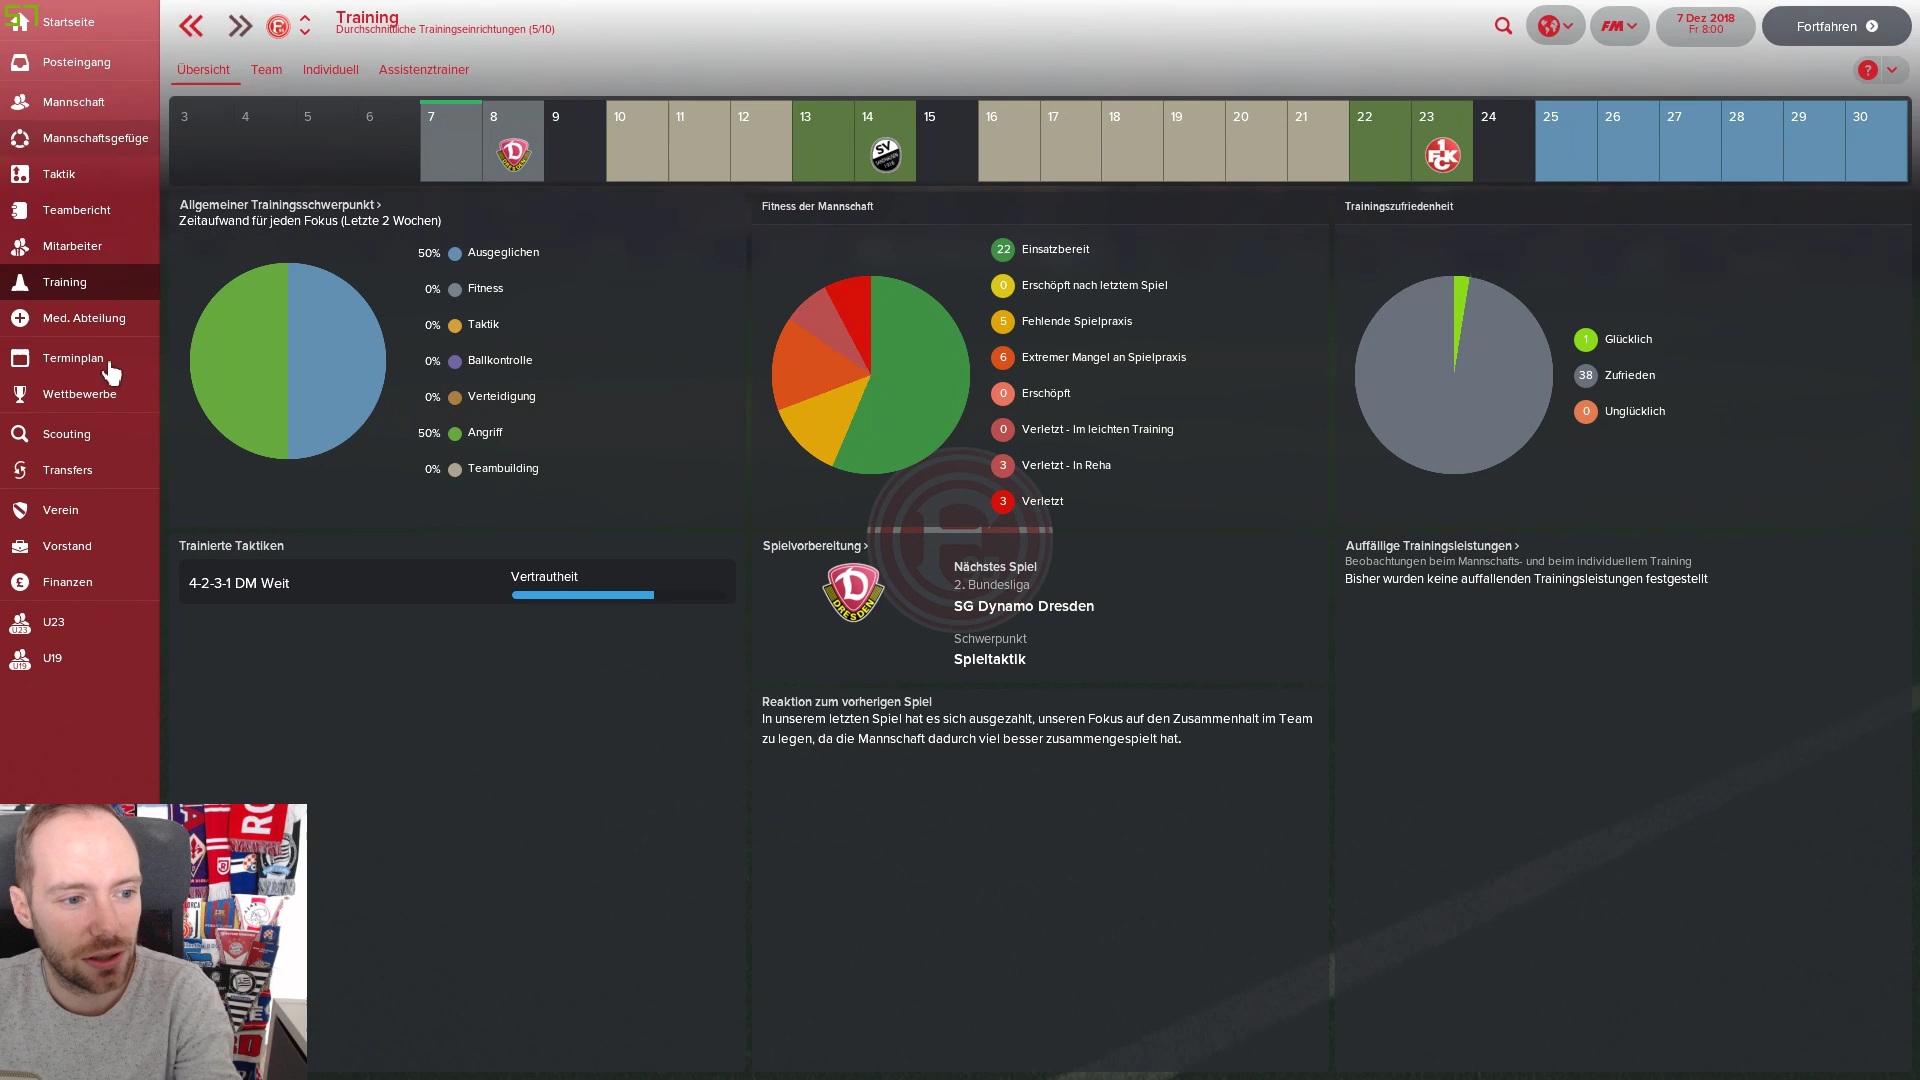 Startseite
Posteingang
Mannschaft
Mannschaftsgefüge
Taktik
Teambericht
Mitarbeiter
Training
Med. Abteilung
Terminplan
Wettbewerbe
Scouting
Transfers
Verein
Vorstand
Finanzen
U23
U23
U19
U19
Training
Durchschnittliche Trainingseinrichtungen (5/10)
FM
7 Dez 2018
Fr 8:00
Fortfahren
Übersicht Team Individuell Assistenztrainer
?
3 4 5 6 7 8 9 10 11 12 13 14 15 16 17 18 19 20 21 22 23 24 25 26 27 28 29 30
Allgemeiner Trainingsschwerpunkt >
Zeitaufwand für jeden Fokus (Letzte 2 Wochen)
50% Ausgeglichen
0% Fitness
0% Taktik
0% Ballkontrolle
0% Verteidigung
50% Angriff
0% Teambuilding
Fitness der Mannschaft
22 Einsatzbereit
0 Erschöpft nach letztem Spiel
5 Fehlende Spielpraxis
6 Extremer Mangel an Spielpraxis
0 Erschöpft
0 Verletzt - Im leichten Training
3 Verletzt - In Reha
3 Verletzt
Trainingszufriedenheit
1 Glücklich
38 Zufrieden
0 Unglücklich
Trainierte Taktiken
4-2-3-1 DM Weit
Vertrautheit
Spielvorbereitung >
DRESDEN
Nächstes Spiel
2. Bundesliga
SG Dynamo Dresden
Schwerpunkt
Spieltaktik
Reaktion zum vorherigen Spiel
In unserem letzten Spiel hat es sich ausgezahlt, unseren Fokus auf den Zusammenhalt im Team
zu legen, da die Mannschaft dadurch viel besser zusammengespielt hat.
Auffällige Trainingsleistungen >
Beobachtungen beim Mannschafts- und beim individuellem Training
Bisher wurden keine auffallenden Trainingsleistungen festgestellt